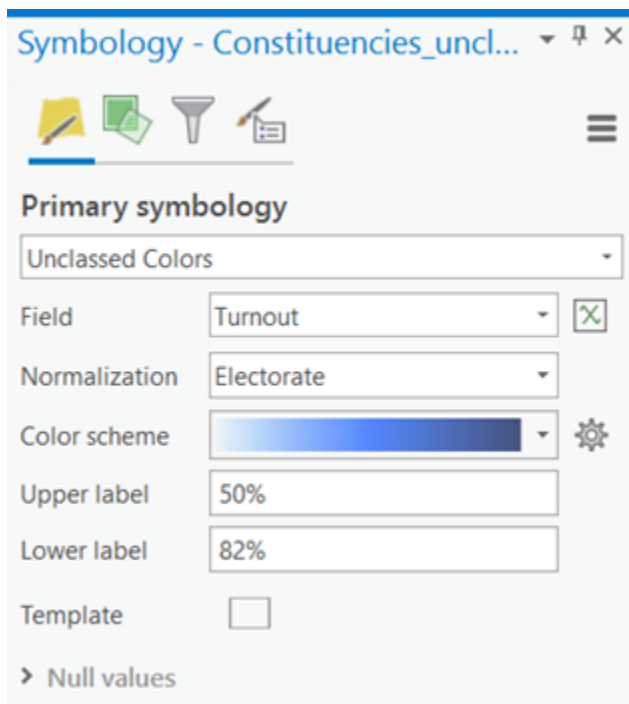 Symbology - Constituencies_uncl...
Primary symbology
Unclassed Colors
Field Turnout
Normalization Electorate
Color scheme
Upper label 50%
Lower label 82%
Template
Null values